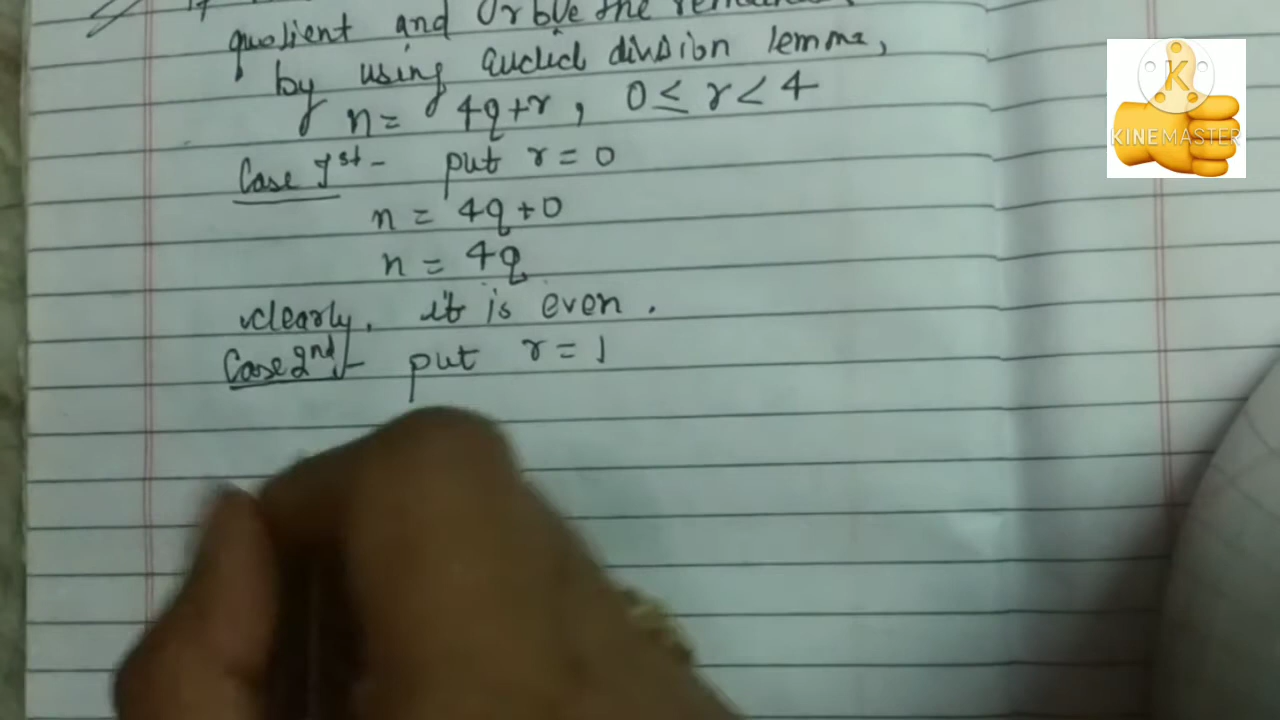 quotient and r be the
by using euclid division lemma,
n = 4q+r, 0 ≤ r < 4
Case 1st - put r = 0
n = 4q+0
n = 4q
clearly, it is even.
Case 2nd - put r = 1
K
KINEMASTER